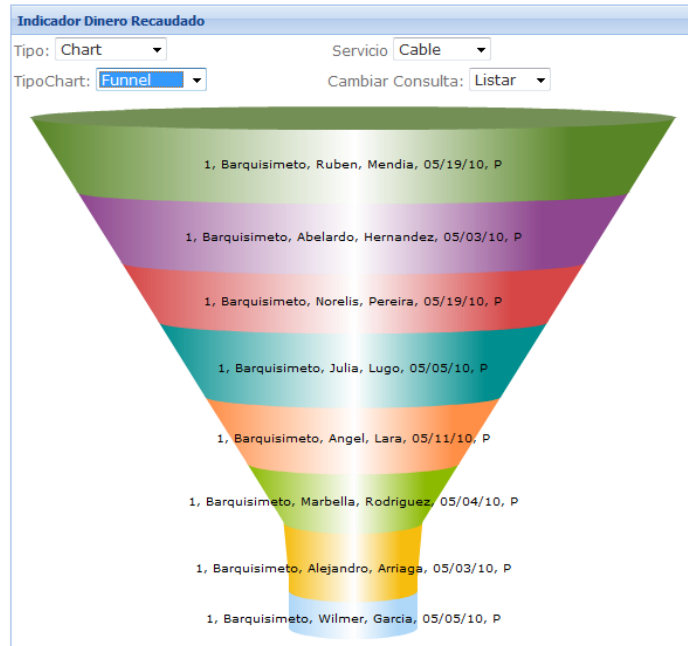 Indicador Dinero Recaudado
Tipo: Chart Servicio Cable
TipoChart: Funnel Cambiar Consulta: Listar
1, Barquisimeto, Ruben, Mendia, 05/19/10, P
1, Barquisimeto, Abelardo, Hernandez, 05/03/10, P
1, Barquisimeto, Norelis, Pereira, 05/19/10, P
1, Barquisimeto, Julia, Lugo, 05/05/10, P
1, Barquisimeto, Angel, Lara, 05/11/10, P
1, Barquisimeto, Marbella, Rodriguez, 05/04/10, P
1, Barquisimeto, Alejandro, Arriaga, 05/03/10, P
1, Barquisimeto, Wilmer, Garcia, 05/05/10, P